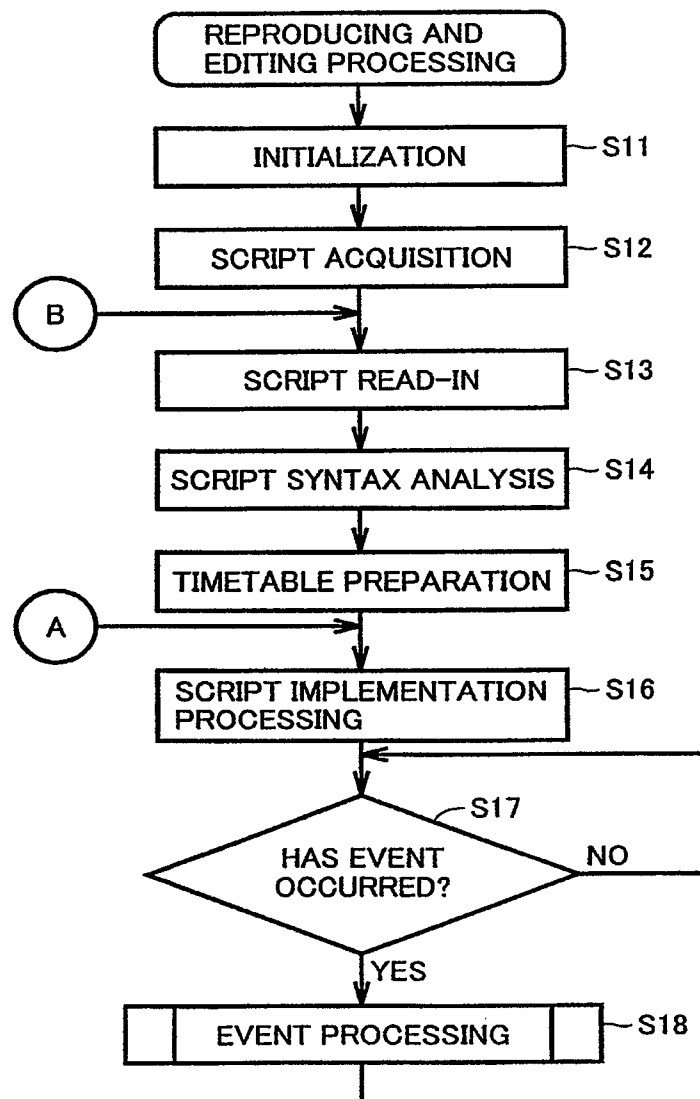 REPRODUCING AND
EDITING PROCESSING
INITIALIZATION
S11
SCRIPT ACQUISITION
S12
B
SCRIPT READ-IN
S13
SCRIPT SYNTAX ANALYSIS
S14
TIMETABLE PREPARATION
S15
A
SCRIPT IMPLEMENTATION
PROCESSING
S16
S17
HAS EVENT
OCCURRED?
NO
YES
EVENT PROCESSING
S18